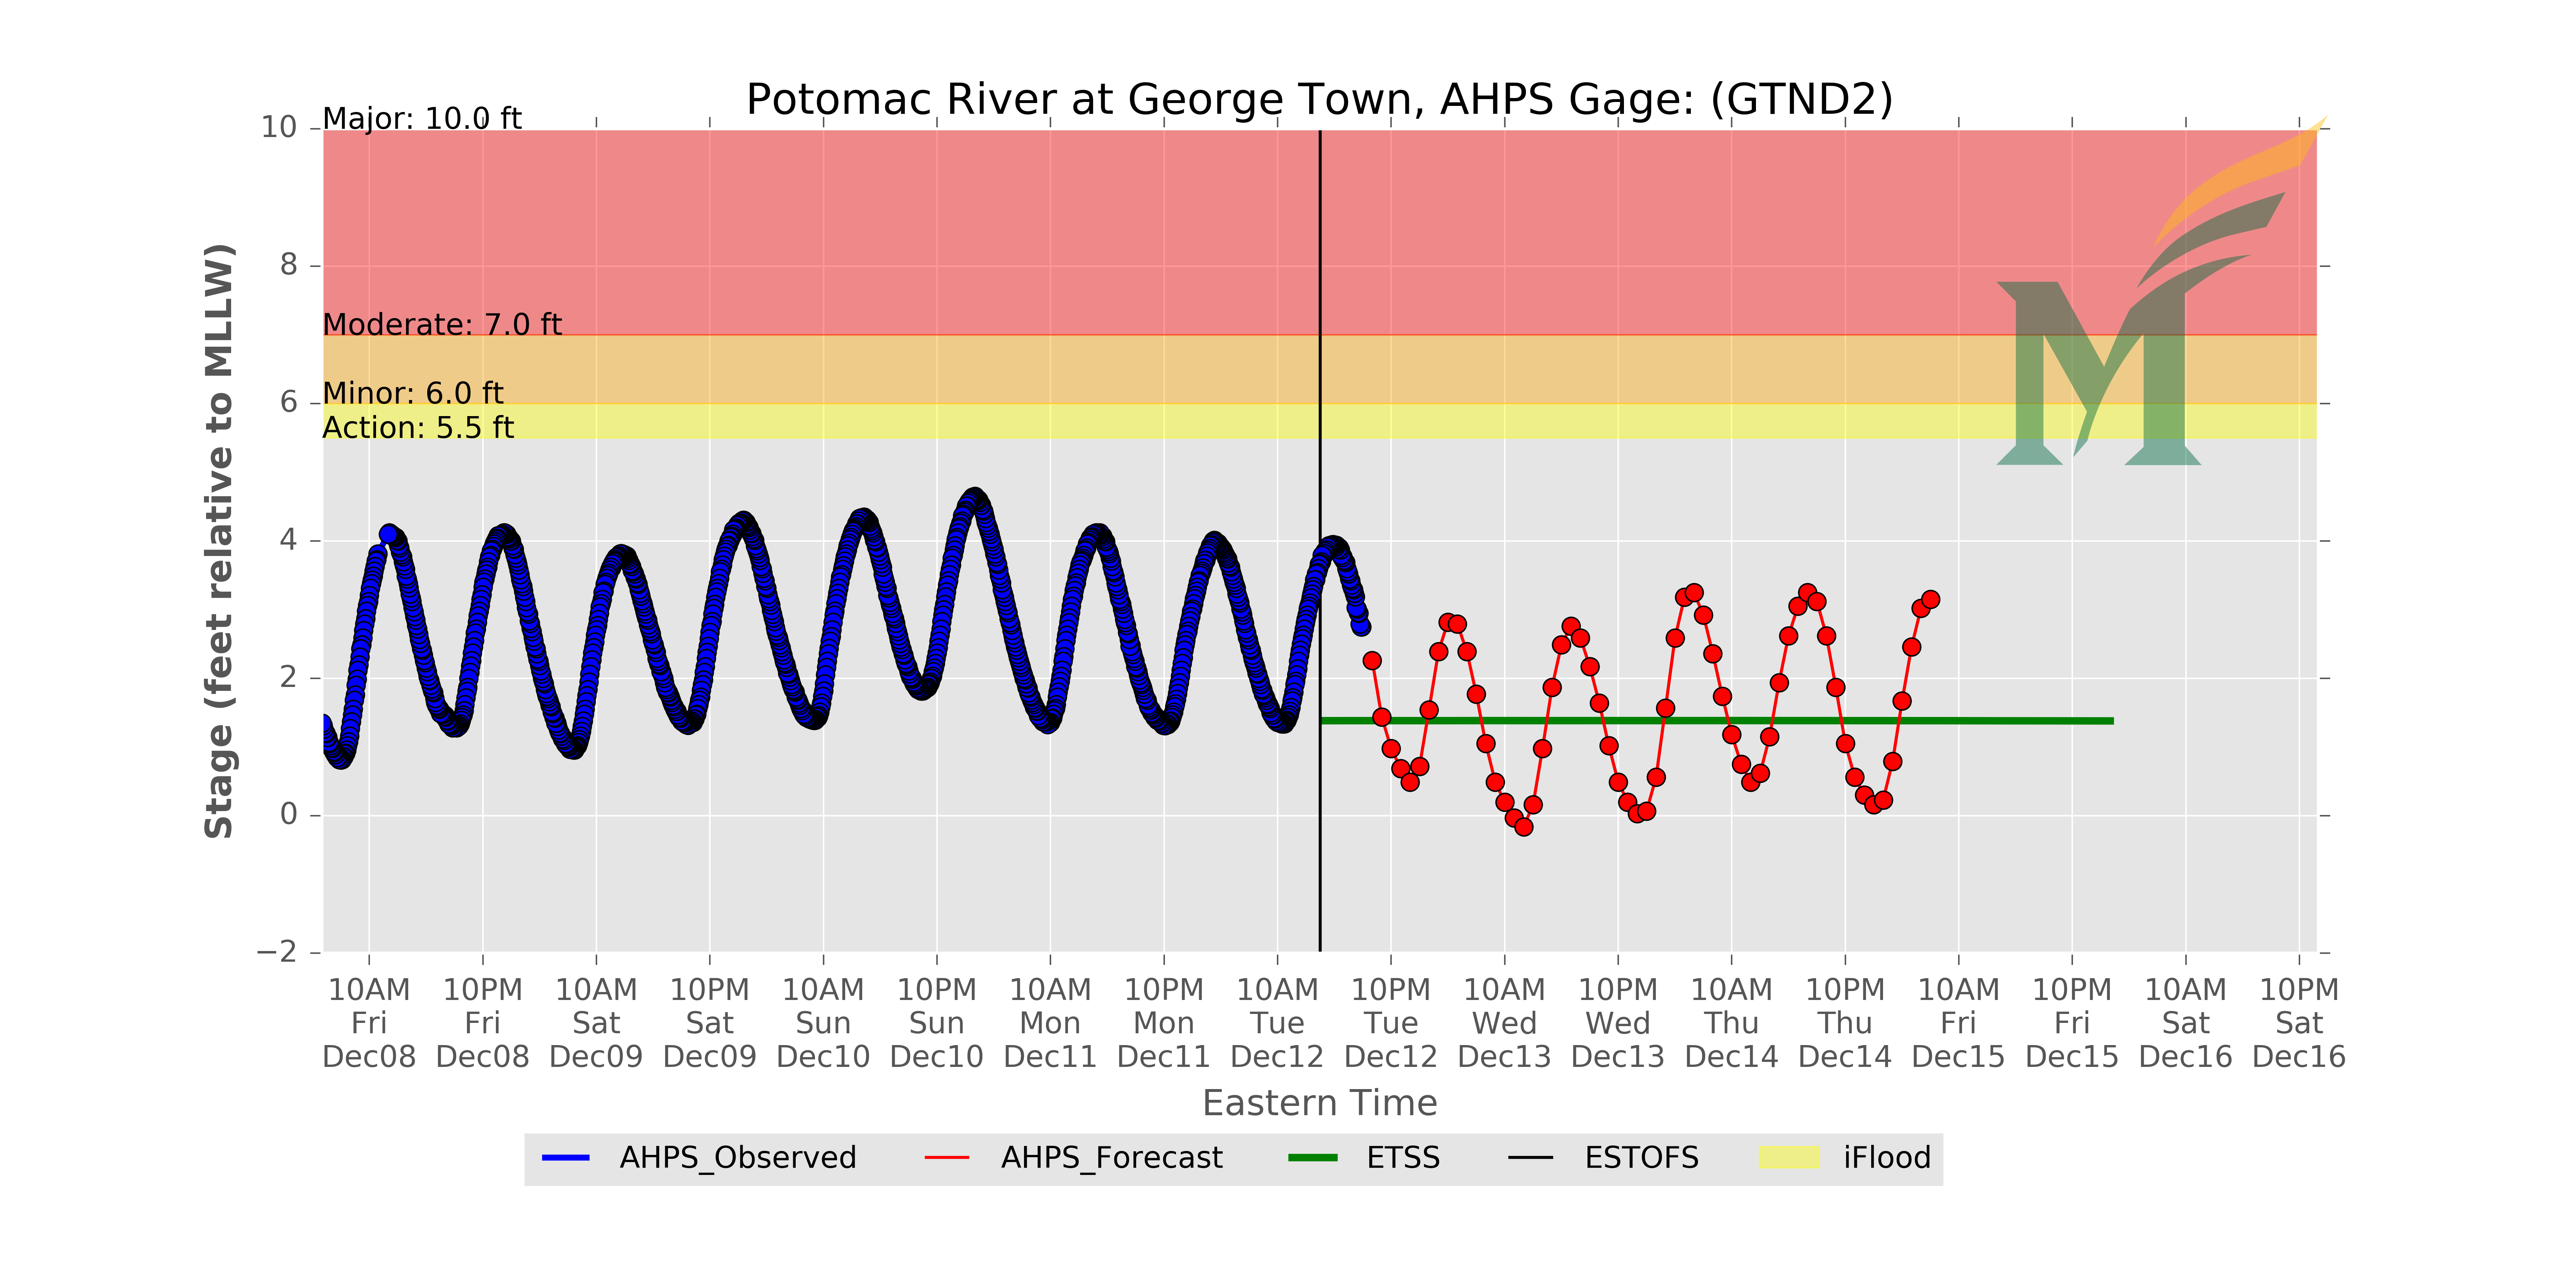 Potomac River at George Town, AHPS Gage: (GTND2)
Major: 10.0 ft
Moderate: 7.0 ft
Minor: 6.0 ft
Action: 5.5 ft
10
8
6
4
2
0
−2
Stage (feet relative to MLLW)
10AM 10PM 10AM 10PM 10AM 10PM 10AM 10PM 10AM 10PM 10AM 10PM 10AM 10PM 10AM 10PM 10AM 10PM
Fri Fri Sat Sat Sun Sun Mon Mon Tue Tue Wed Wed Thu Thu Fri Fri Sat Sat
Dec08 Dec08 Dec09 Dec09 Dec10 Dec10 Dec11 Dec11 Dec12 Dec12 Dec13 Dec13 Dec14 Dec14 Dec15 Dec15 Dec16 Dec16
Eastern Time
AHPS_Observed AHPS_Forecast ETSS ESTOFS iFlood
M